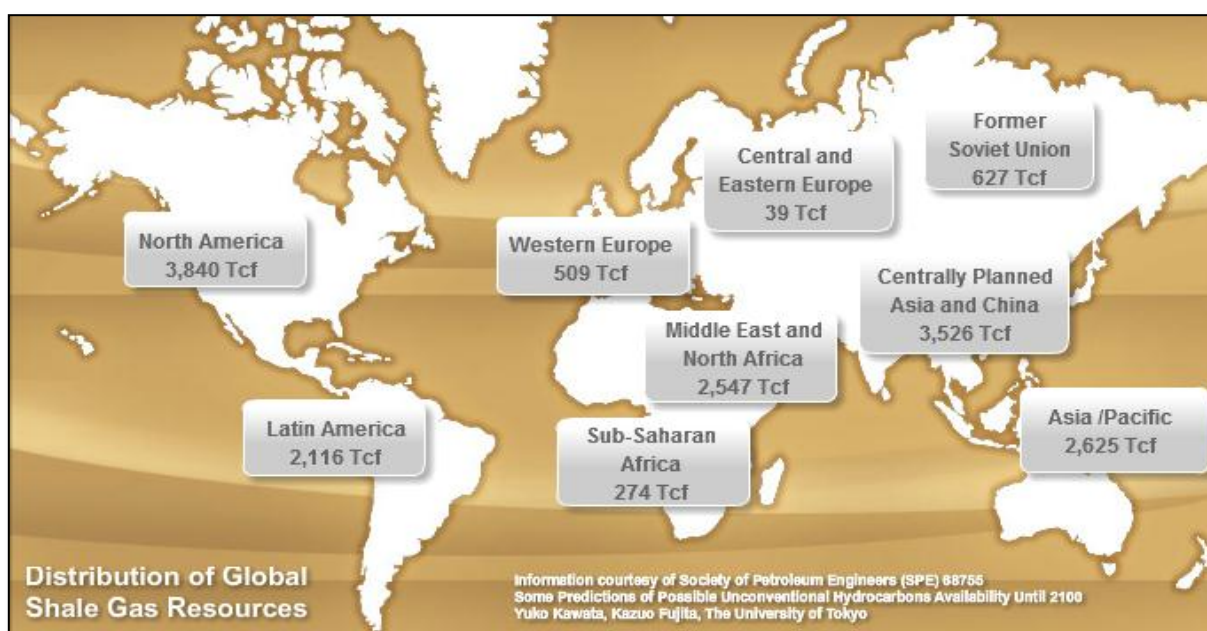 Former
Soviet Union
627 Tcf
Central and
Eastern Europe
39 Tcf
North America
3,840 Tcf
Western Europe
509 Tcf
Centrally Planned
Asia and China
3,526 Tcf
Middle East and
North Africa
2,547 Tcf
Latin America
2,116 Tcf
Sub-Saharan
Africa
274 Tcf
Asia /Pacific
2,625 Tcf
Distribution of Global
Shale Gas Resources
Information courtesy of Society of Petroleum Engineers (SPE) 68755
Some Predictions of Possible Unconventional Hydrocarbons Availability Until 2100
Yuko Kawata, Kazuo Fujita, The University of Tokyo